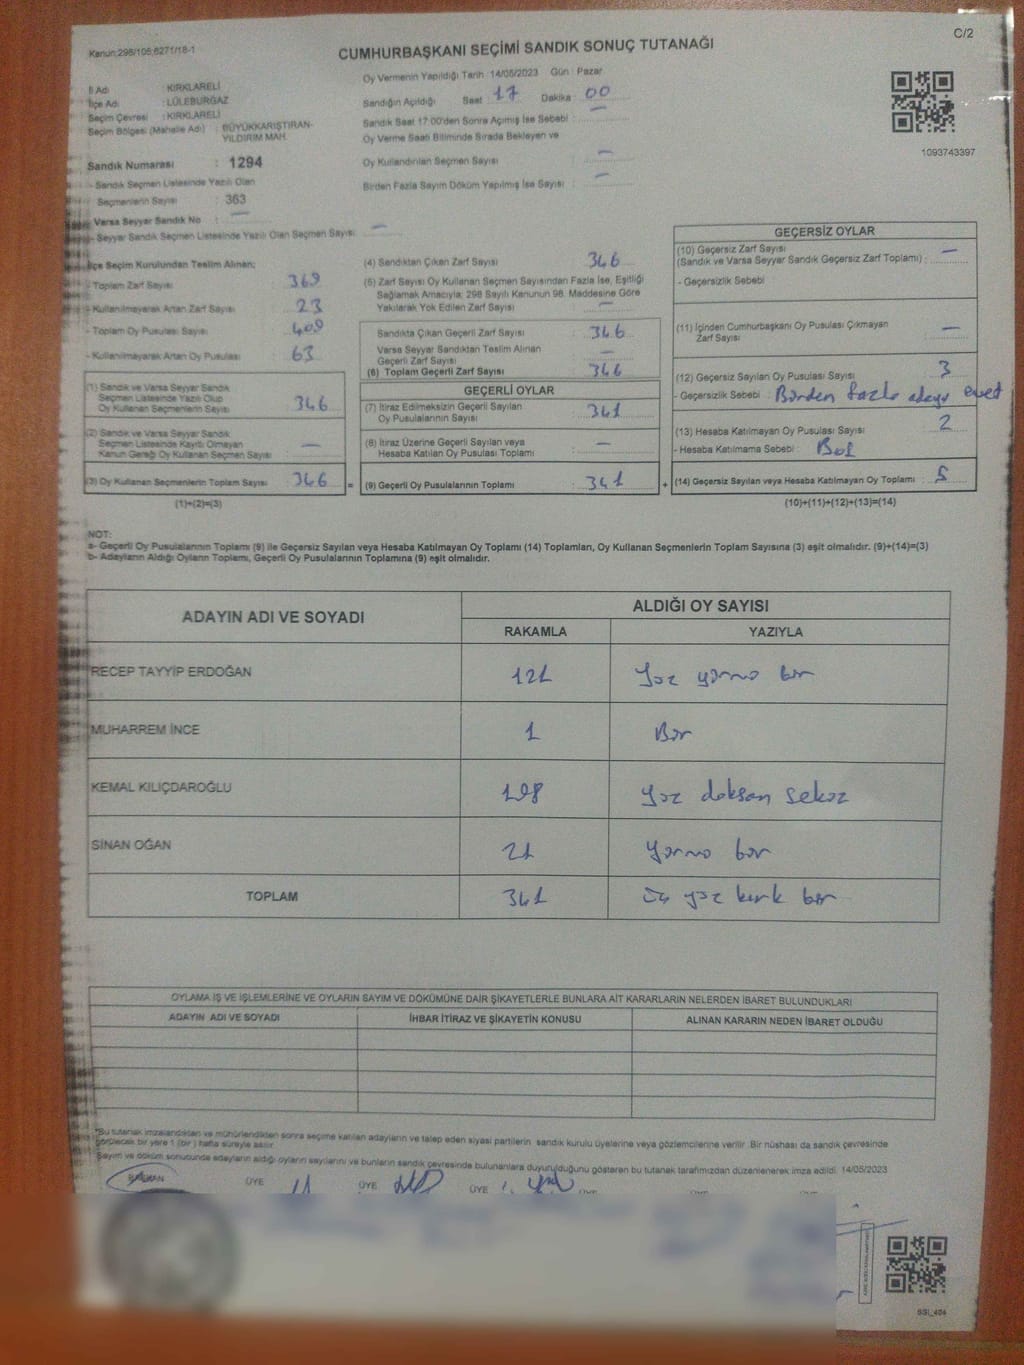 Kanun:298/105,6271/18-1
C/2
CUMHURBAŞKANI SEÇİMİ SANDIK SONUÇ TUTANAĞI
İl Adı : KIRKLARELİ
İlçe Adı : LÜLEBURGAZ
Seçim Çevresi : KIRKLARELİ
Seçim Bölgesi (Mahalle Adı) : BÜYÜKKARIŞTIRAN-
YILDIRIM MAH.
Sandık Numarası : 1294
- Sandık Seçmen Listesinde Yazılı Olan
Seçmenlerin Sayısı : 363
Varsa Seyyar Sandık No : —
- Seyyar Sandık Seçmen Listesinde Yazılı Olan Seçmen Sayısı : —
Oy Vermenin Yapıldığı Tarih 14/05/2023 Gün : Pazar
Sandığın Açıldığı Saat : 17 Dakika : 00
Sandık Saat 17:00'den Sonra Açımış İse Sebebi : —
Oy Verme Saati Bitiminde Sırada Bekleyen ve
Oy Kullandırılan Seçmen Sayısı : —
Birden Fazla Sayım Döküm Yapılmış İse Sayısı : —
1093743397
İlçe Seçim Kurulundan Teslim Alınan;
- Toplam Zarf Sayısı : 369
- Kullanılmayarak Artan Zarf Sayısı : 23
- Toplam Oy Pusulası Sayısı : 409
- Kullanılmayarak Artan Oy Pusulası : 63
(1) Sandık ve Varsa Seyyar Sandık
Seçmen Listesinde Yazılı Olup
Oy Kullanan Seçmenlerin Sayısı : 346
(2) Sandık ve Varsa Seyyar Sandık
Seçmen Listesinde Kayıtlı Olmayan
Kanun Gereği Oy Kullanan Seçmen Sayısı : —
(3) Oy Kullanan Seçmenlerin Toplam Sayısı : 346
(1)+(2)=(3)
(4) Sandıktan Çıkan Zarf Sayısı : 346
(5) Zarf Sayısı Oy Kullanan Seçmen Sayısından Fazla İse, Eşitliği
Sağlamak Amacıyla; 298 Sayılı Kanunun 98. Maddesine Göre
Yakılarak Yok Edilen Zarf Sayısı : —
Sandıkta Çıkan Geçerli Zarf Sayısı : 346
Varsa Seyyar Sandıktan Teslim Alınan
Geçerli Zarf Sayısı : —
(6) Toplam Geçerli Zarf Sayısı : 346
GEÇERLİ OYLAR
(7) İtiraz Edilmeksizin Geçerli Sayılan
Oy Pusulalarının Sayısı : 341
(8) İtiraz Üzerine Geçerli Sayılan veya
Hesaba Katılan Oy Pusulası Toplamı : —
= (9) Geçerli Oy Pusulalarının Toplamı : 341
GEÇERSİZ OYLAR
(10) Geçersiz Zarf Sayısı
(Sandık ve Varsa Seyyar Sandık Geçersiz Zarf Toplamı) : —
- Geçersizlik Sebebi
(11) İçinden Cumhurbaşkanı Oy Pusulası Çıkmayan
Zarf Sayısı : —
(12) Geçersiz Sayılan Oy Pusulası Sayısı : 3
- Geçersizlik Sebebi : Birden fazla adaya evet
(13) Hesaba Katılmayan Oy Pusula Sayısı : 2
- Hesaba Katılmama Sebebi :
+ (14) Geçersiz Sayılan veya Hesaba Katılmayan Oy Toplamı : 5
(10)+(11)+(12)+(13)=(14)
NOT:
a- Geçerli Oy Pusulalarının Toplamı (9) ile Geçersiz Sayılan veya Hesaba Katılmayan Oy Toplamı (14) Toplamları, Oy Kullanan Seçmenlerin Toplam Sayısına (3) eşit olmalıdır. (9)+(14)=(3)
b- Adayların Aldığı Oyların Toplamı, Geçerli Oy Pusulalarının Toplamına (9) eşit olmalıdır.
ADAYIN ADI VE SOYADI ALDIĞI OY SAYISI
RAKAMLA YAZIYLA
RECEP TAYYİP ERDOĞAN 121 Yüz yirmi bir
MUHARREM İNCE 1 Bir
KEMAL KILIÇDAROĞLU 198 Yüz doksan sekiz
SİNAN OĞAN 21 Yirmi bir
TOPLAM 341 üç yüz kırk bir
OYLAMA İŞ VE İŞLEMLERİNE VE OYLARIN SAYIM VE DÖKÜMÜNE DAİR ŞİKAYETLERLE BUNLARA AİT KARARLARIN NELERDEN İBARET BULUNDUKLARI
ADAYIN ADI VE SOYADI İHBAR İTİRAZ VE ŞİKAYETİN KONUSU ALINAN KARARIN NEDEN İBARET OLDUĞU
*Bu tutanak imzalandıktan ve mühürlendikten sonra seçime katılan adayların ve talep eden siyasi partilerin sandık kurulu üyelerine veya gözlemcilerine verilir. Bir nüshası da sandık çevresinde
görülecek bir yere 1 (bir) hafta süreyle asılır.
Sayım ve döküm sonucunda adayların aldığı oyların sayılarını ve bunların sandık çevresinde bulunanlara duyurulduğunu gösteren bu tutanak tarafımızdan düzenlenerek imza edildi. 14/05/2023
BAŞKAN ÜYE ÜYE ÜYE